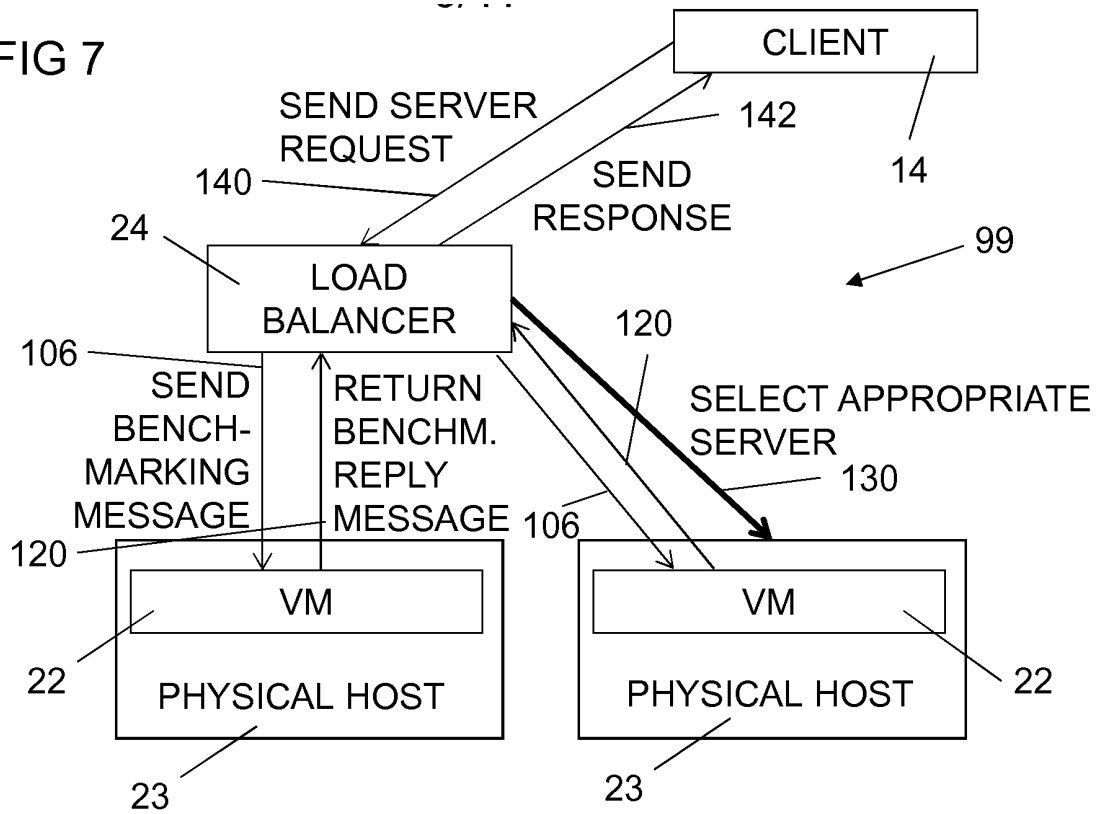 FIG 7
CLIENT
SEND SERVER
REQUEST
142
140
14
SEND
RESPONSE
24
99
LOAD
BALANCER
120
106
SEND
BENCH-
MARKING
MESSAGE
RETURN
BENCHM.
REPLY
MESSAGE
SELECT APPROPRIATE
SERVER
130
106
120
VM
VM
22
PHYSICAL HOST
PHYSICAL HOST
22
23
23